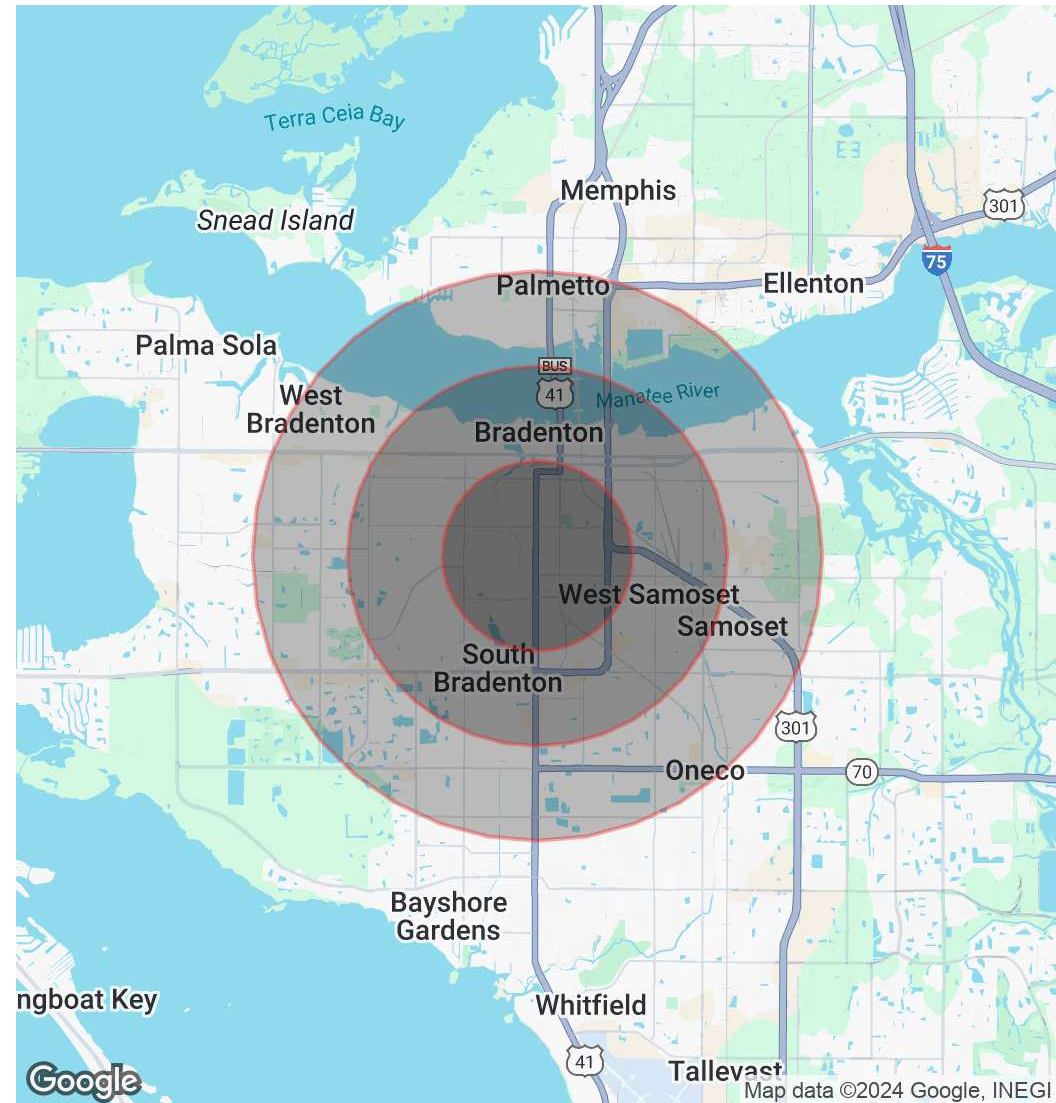 Terra Ceia Bay
Memphis
301
Snead Island
75
Palmetto
Ellenton
Palma Sola
BUS
41
Manatee River
West
Bradenton
Bradenton
West Samoset
Samoset
South
Bradenton
301
Oneco
70
Bayshore
Gardens
ngboat Key
Whitfield
41
Tallevast
Google
Map data ©2024 Google, INEGI